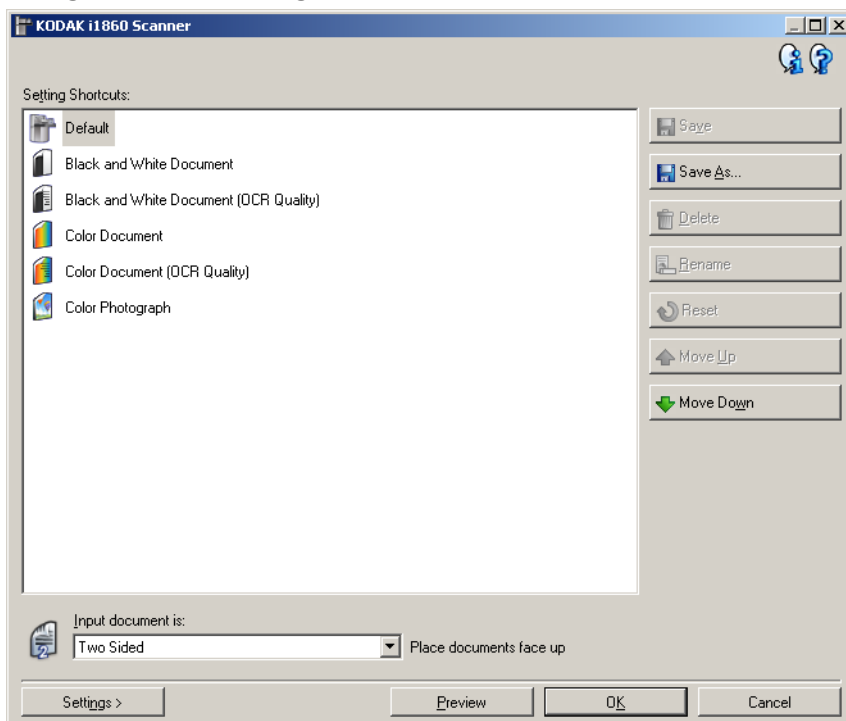 KODAK i1860 Scanner
Setting Shortcuts:
Default
Black and White Document
Black and White Document (OCR Quality)
Color Document
Color Document (OCR Quality)
Color Photograph
Save
Save As...
Delete
Rename
Reset
Move Up
Move Down
Input document is:
2
Two Sided
Place documents face up
Settings >
Preview
OK
Cancel